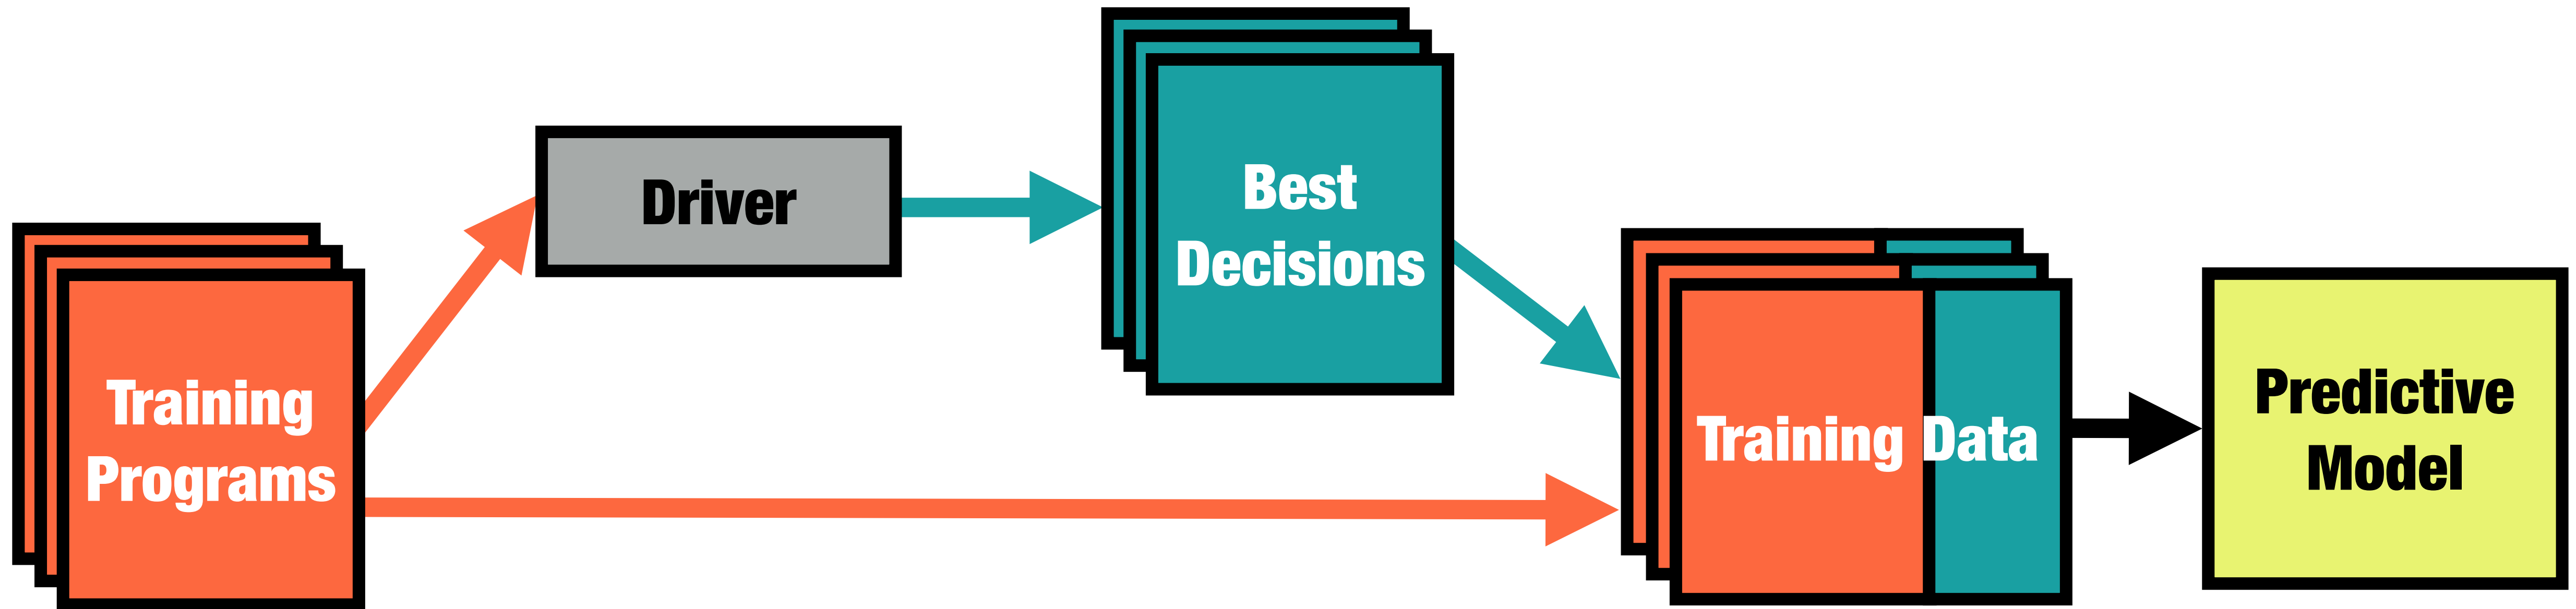 Training
Programs
Driver
Best
Decisions
Training Data
Predictive
Model